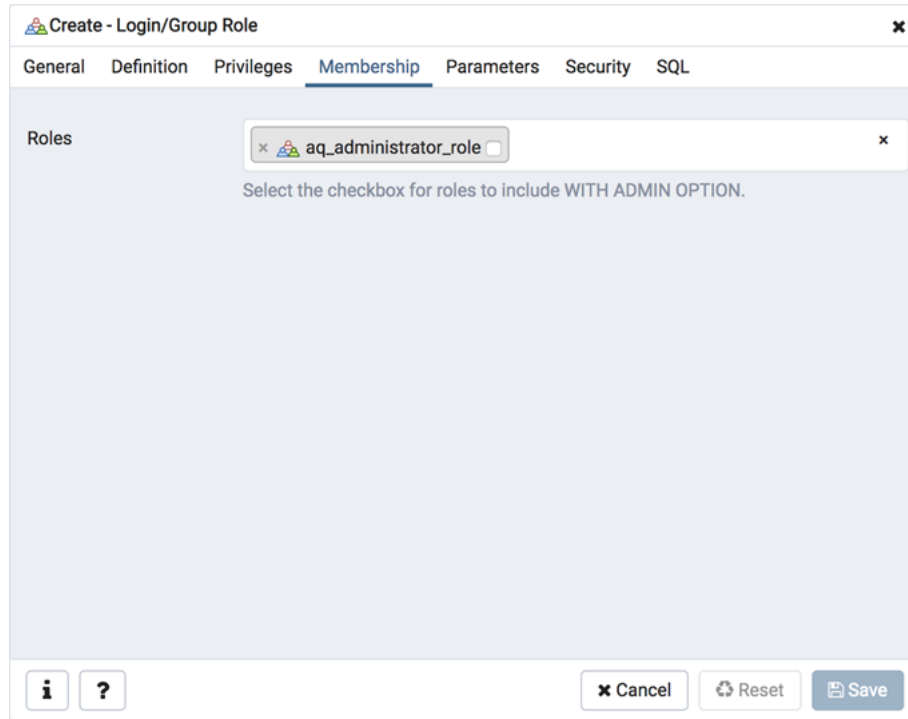 Create - Login/Group Role
General Definition Privileges Membership Parameters Security SQL
Roles
aq_administrator_role
Select the checkbox for roles to include WITH ADMIN OPTION.
i ? Cancel Reset Save